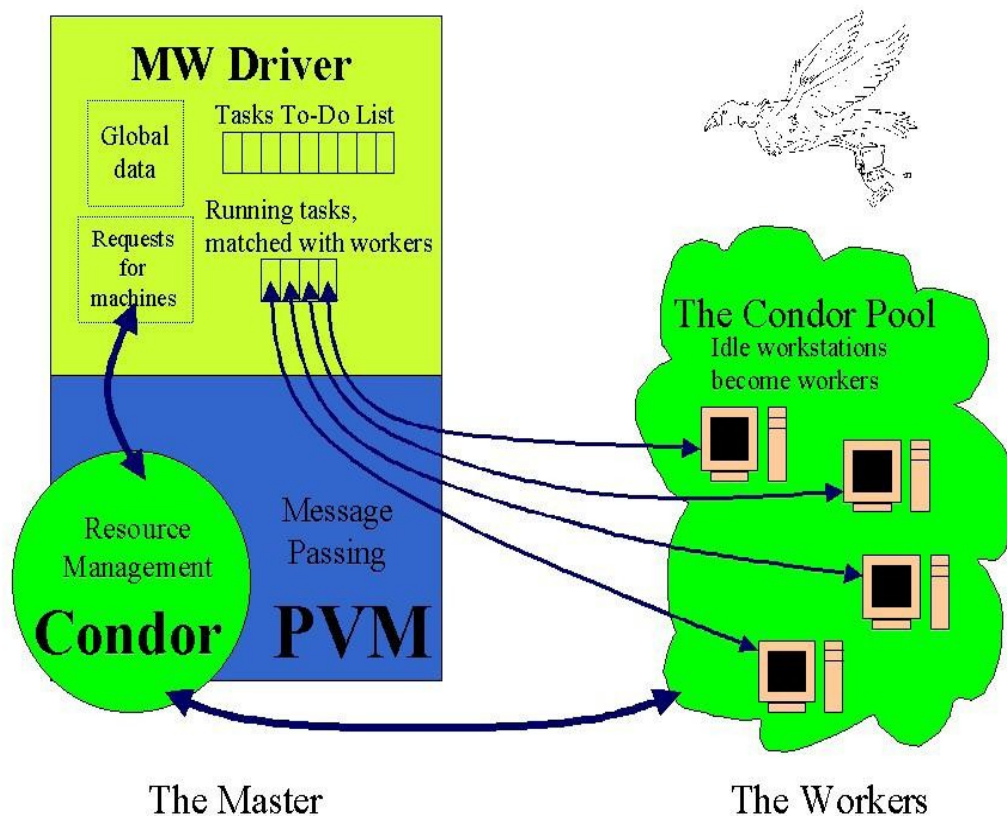 MW Driver
Global
data
Tasks To-Do List
Requests
for
machines
Running tasks,
matched with workers
The Condor Pool
Idle workstations
become workers
Resource
Management
Condor
Message
Passing
PVM
The Master
The Workers